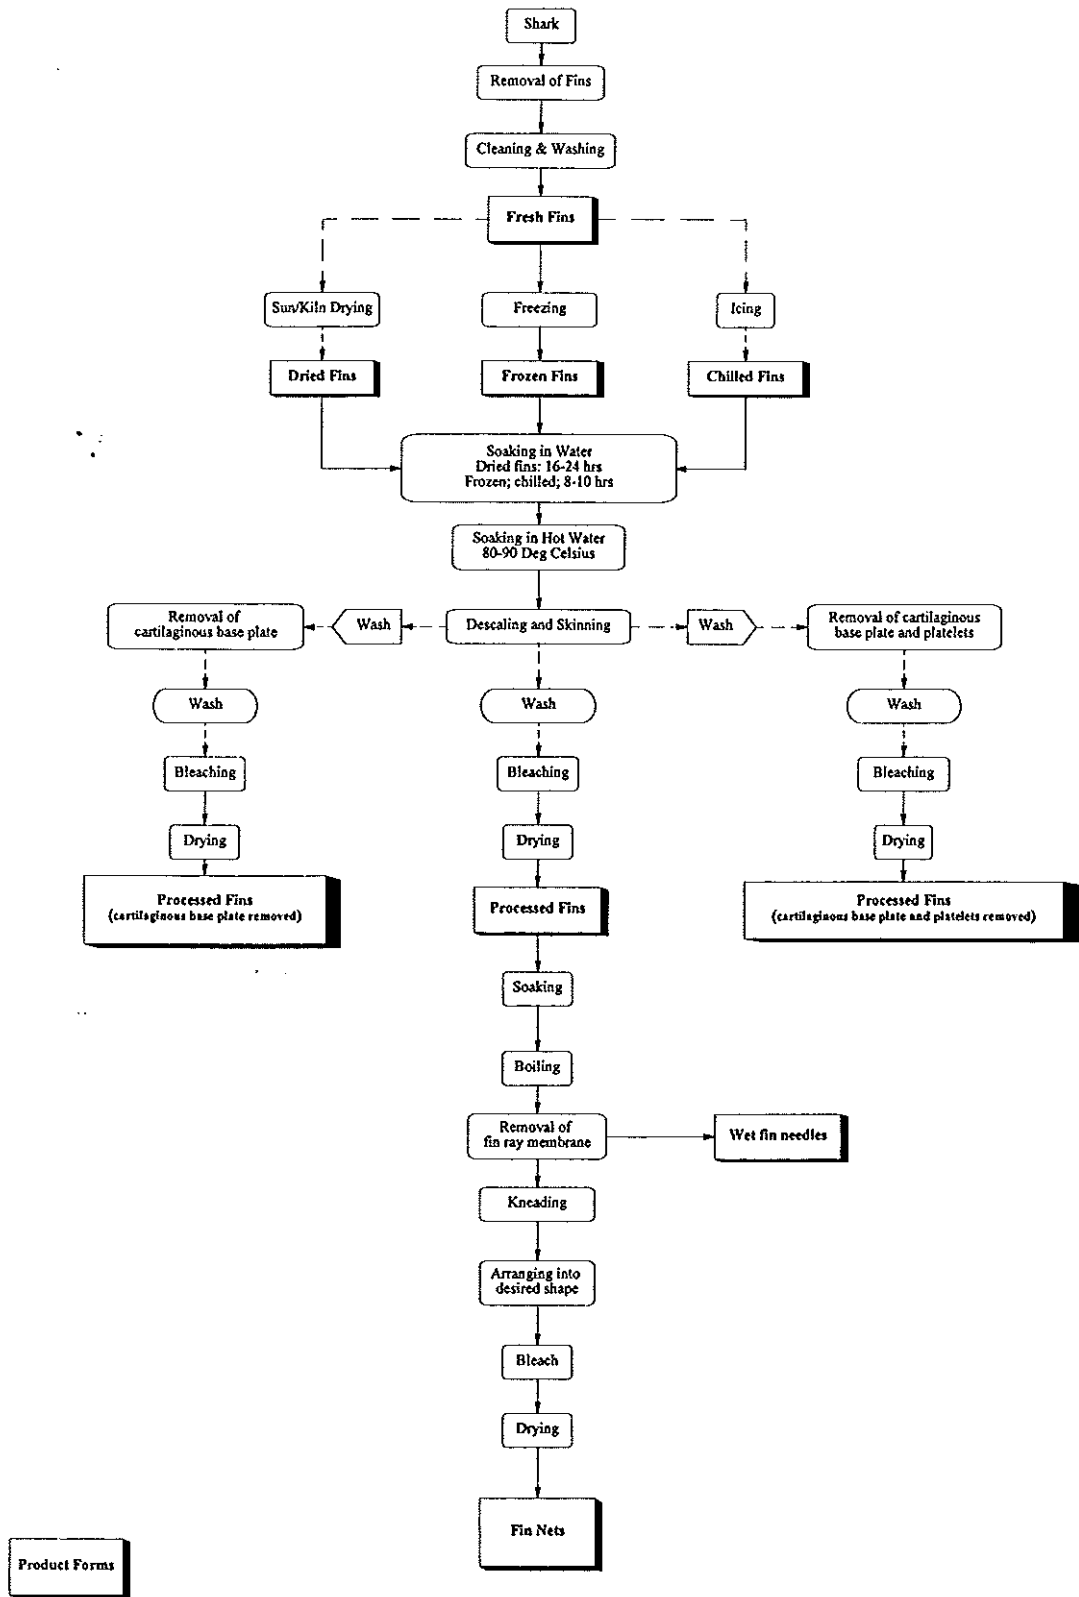 Shark
Removal of Fins
Cleaning & Washing
Fresh Fins
Sun/Kiln Drying
Freezing
Icing
Dried Fins
Frozen Fins
Chilled Fins
Soaking in Water
Dried fins: 16-24 hrs
Frozen; chilled; 8-10 hrs
Soaking in Hot Water
80-90 Deg Celsius
Removal of
cartilaginous base plate
Wash
Descaling and Skinning
Wash
Removal of cartilaginous
base plate and platelets
Wash
Wash
Wash
Bleaching
Bleaching
Bleaching
Drying
Drying
Drying
Processed Fins
(cartilaginous base plate removed)
Processed Fins
Processed Fins
(cartilaginous base plate and platelets removed)
Soaking
Boiling
Removal of
fin ray membrane
Wet fin needles
Kneading
Arranging into
desired shape
Bleach
Drying
Fin Nets
Product Forms